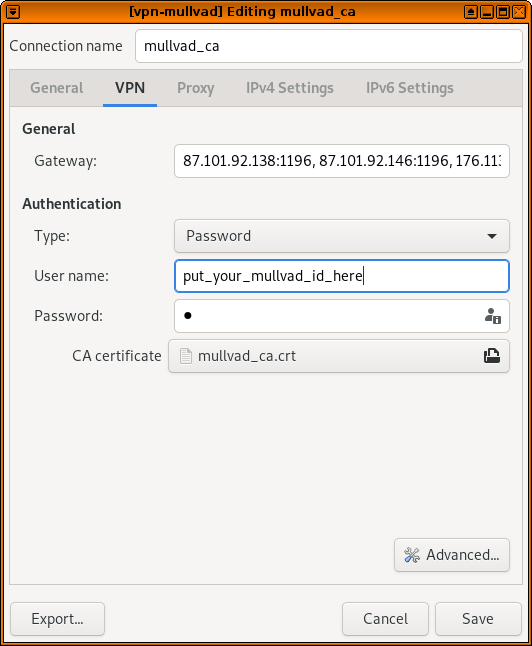 [vpn-mullvad] Editing mullvad_ca
Connection name mullvad_ca
General VPN Proxy IPv4 Settings IPv6 Settings
General
Gateway: 87.101.92.138:1196, 87.101.92.146:1196, 176.113
Authentication
Type: Password
User name: put_your_mullvad_id_here
Password: ●
CA certificate mullvad_ca.crt
Advanced...
Export... Cancel Save